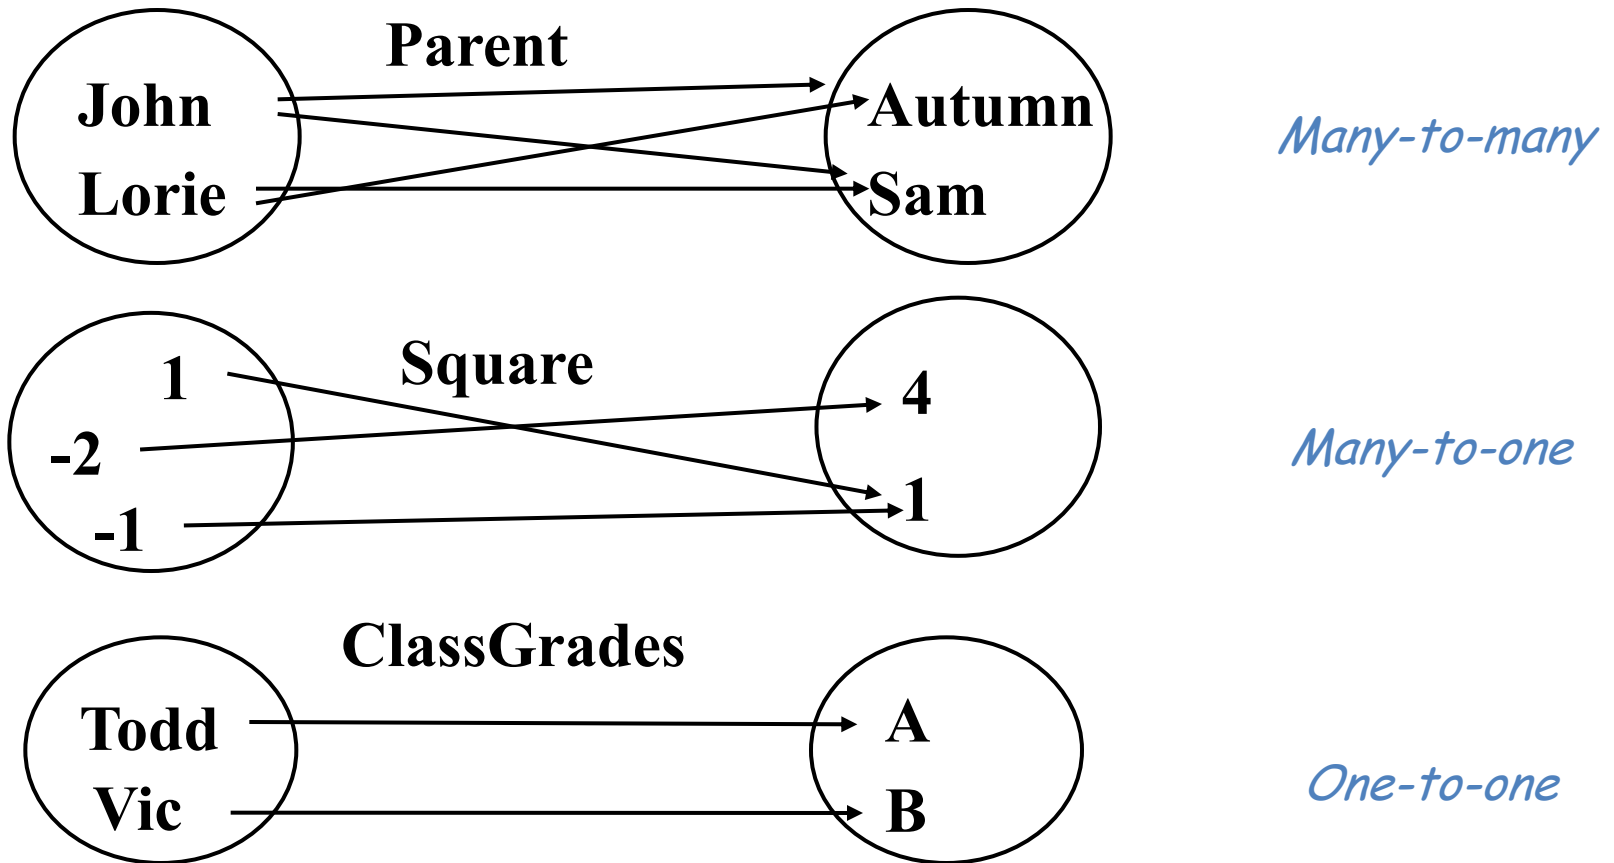 Parent
John
Autumn
Many-to-many
Lorie
Sam
Square
1
4
Many-to-one
-2
1
-1
ClassGrades
Todd
A
One-to-one
Vic
B